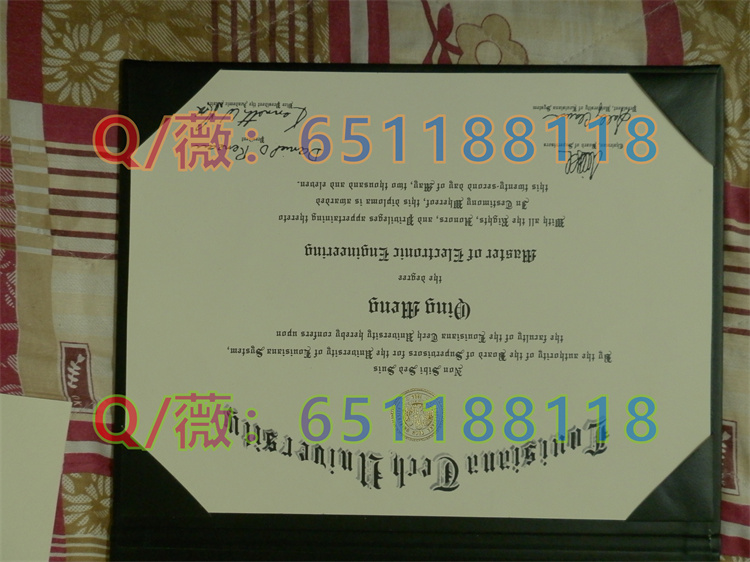 Louisiana Tech University
Non Sibi Sed Suis
By the authority of the Board of Supervisors for the University of Louisiana System,
the faculty of the Louisiana Tech University hereby confers upon
Qing Meng
the degree
Master of Electronic Engineering
With all the Rights, Honors, and Privileges appertaining thereto
In Testimony Whereof, this diploma is awarded
this twenty-second day of May, two thousand and eleven.
Q/薇: 651188118
Q/薇: 651188118